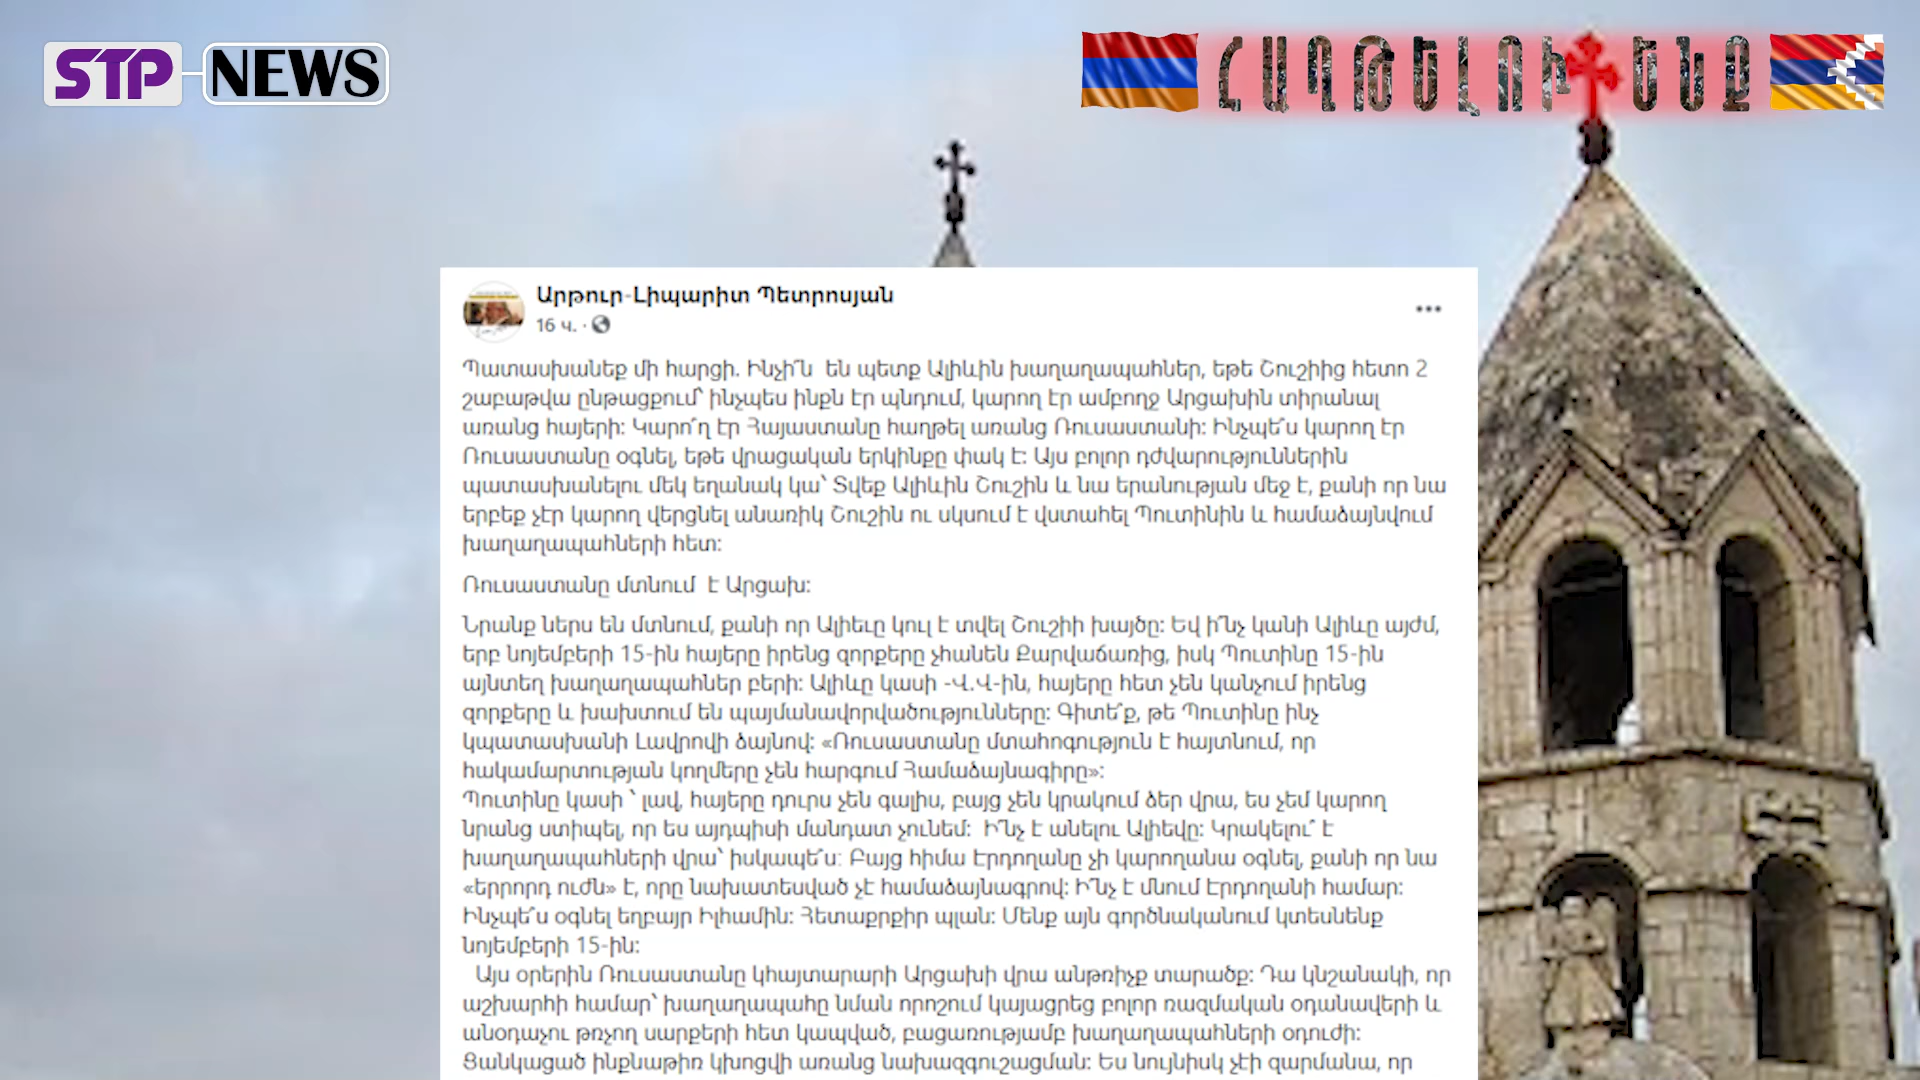 STP NEWS
ՀԱՂԹԵԼՈՒ ԵՆՔ
Արթուր-Լիպարիտ Պետրոսյան
16 ч. ·
Պատասխանեք մի հարցի. Ինչի՞ն են պետք Ալիևին խաղաղապահներ, եթե Շուշիից հետո 2
շաբաթվա ընթացքում՝ ինչպես ինքն էր պնդում, կարող էր ամբողջ Արցախին տիրանալ
առանց հայերի: Կարո՞ղ էր Հայաստանը հաղթել առանց Ռուսաստանի: Ինչպե՞ս կարող էր
Ռուսաստանը օգնել, եթե վրացական երկինքը փակ է: Այս բոլոր դժվարություններին
պատասխանելու մեկ եղանակ կա՝ Տվեք Ալիևին Շուշին և նա երանության մեջ է, քանի որ նա
երբեք չէր կարող վերցնել անառիկ Շուշին ու սկսում է վստահել Պուտինին և համաձայնվում
խաղաղապահների հետ:
Ռուսաստանը մտնում է Արցախ:
Նրանք ներս են մտնում, քանի որ Ալիեւը կուլ է տվել Շուշիի խայծը: Եվ ի՞նչ կանի Ալիևը այժմ,
երբ նոյեմբերի 15-ին հայերը իրենց զորքերը չհանեն Քարվաճառից, իսկ Պուտինը 15-ին
այնտեղ խաղաղապահներ բերի: Ալիևը կասի -Վ.Վ-ին, հայերը հետ չեն կանչում իրենց
զորքերը և խախտում են պայմանավորվածությունները: Գիտե՞ք, թե Պուտինը ինչ
կպատասխանի Լավրովի ձայնով: «Ռուսաստանը մտահոգություն է հայտնում, որ
հակամարտության կողմերը չեն հարգում Համաձայնագիրը»:
Պուտինը կասի ՝ լավ, հայերը դուրս չեն գալիս, բայց չեն կրակում ձեր վրա, ես չեմ կարող
նրանց ստիպել, որ ես այդպիսի մանդատ չունեմ: Ի՞նչ է անելու Ալիեվը: Կրակելու՞ է
խաղաղապահների վրա՝ իսկապե՞ս: Բայց հիմա Էրդողանը չի կարողանա օգնել, քանի որ նա
«երրորդ ուժն» է, որը նախատեսված չէ համաձայնագրով: Ի՞նչ է մնում Էրդողանի համար:
Ինչպե՞ս օգնել եղբայր Իլհամին: Հետաքրքիր պլան: Մենք այն գործնականում կտեսնենք
նոյեմբերի 15-ին:
Այս օրերին Ռուսաստանը կհայտարարի Արցախի վրա անթռիչք տարածք: Դա կնշանակի, որ
աշխարհի համար՝ խաղաղապահը նման որոշում կայացրեց բոլոր ռազմական օդանավերի և
անօդաչու թռչող սարքերի հետ կապված, բացառությամբ խաղաղապահների օդուժի:
Ցանկացած ինքնաթիռ կխոցվի առանց նախազգուշացման: Ես նույնիսկ չէի զարմանա, որ